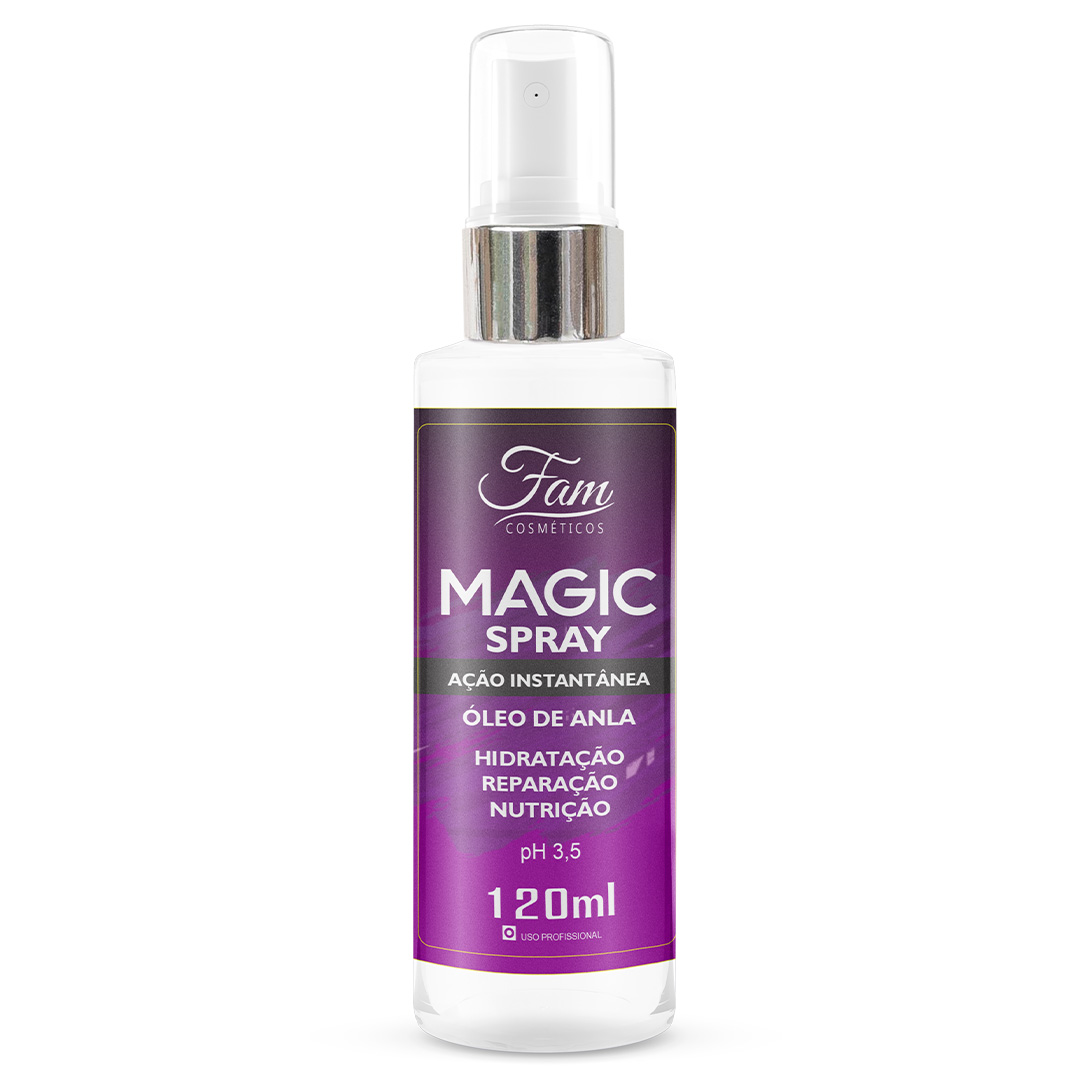 Fam
COSMÉTICOS
MAGIC
SPRAY
AÇÃO INSTANTÂNEA
ÓLEO DE ANLA
HIDRATAÇÃO
REPARAÇÃO
NUTRIÇÃO
pH 3,5
120ml
USO PROFISSIONAL